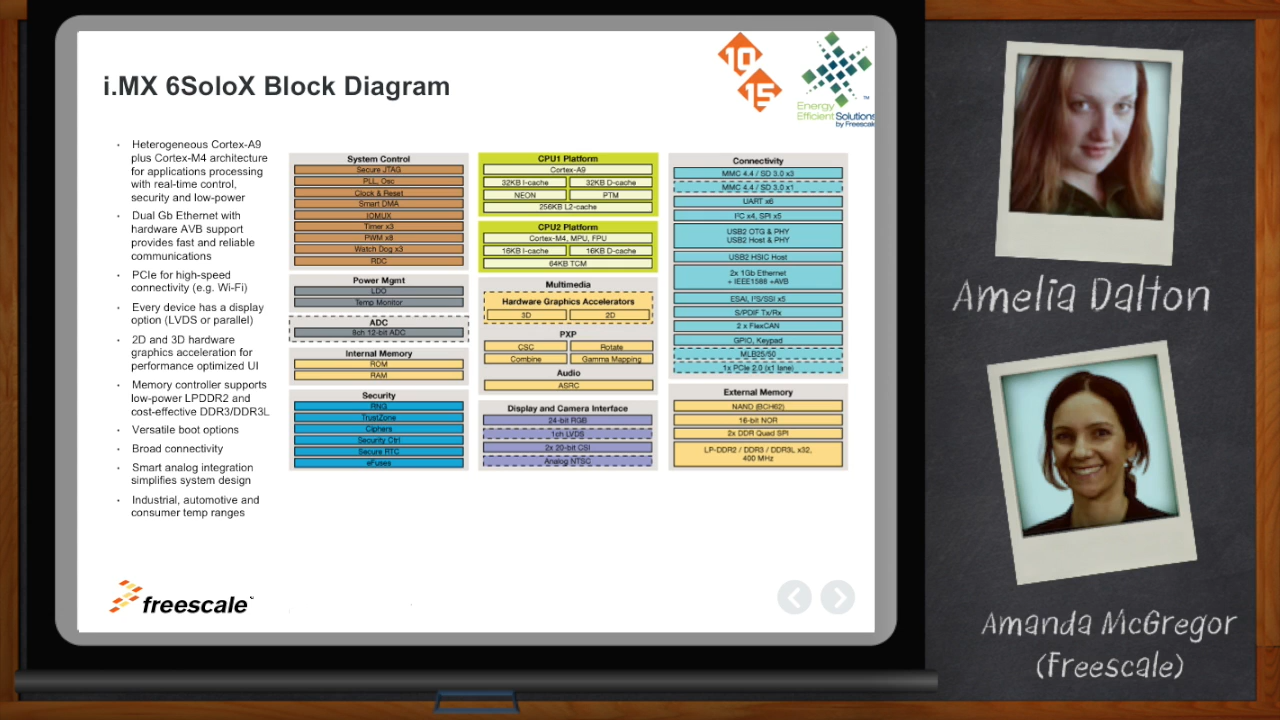 i.MX 6SoloX Block Diagram
10
15
Energy
Efficient Solutions
by Freescale
TM
· Heterogeneous Cortex-A9
plus Cortex-M4 architecture
for applications processing
with real-time control,
security and low-power
· Dual Gb Ethernet with
hardware AVB support
provides fast and reliable
communications
· PCIe for high-speed
connectivity (e.g. Wi-Fi)
· Every device has a display
option (LVDS or parallel)
· 2D and 3D hardware
graphics acceleration for
performance optimized UI
· Memory controller supports
low-power LPDDR2 and
cost-effective DDR3/DDR3L
· Versatile boot options
· Broad connectivity
· Smart analog integration
simplifies system design
· Industrial, automotive and
consumer temp ranges
System Control
Secure JTAG
PLL, Osc
Clock & Reset
Smart DMA
IOMUX
Timer x3
PWM x8
Watch Dog x3
RDC
Power Mgmt
LDO
Temp Monitor
ADC
8ch 12-bit ADC
Internal Memory
ROM
RAM
Security
RNG
TrustZone
Ciphers
Security Ctrl
Secure RTC
eFuses
CPU1 Platform
Cortex-A9
32KB I-cache 32KB D-cache
NEON PTM
256KB L2-cache
CPU2 Platform
Cortex-M4, MPU, FPU
16KB I-cache 16KB D-cache
64KB TCM
Multimedia
Hardware Graphics Accelerators
3D 2D
PXP
CSC Rotate
Combine Gamma Mapping
Audio
ASRC
Display and Camera Interface
24-bit RGB
1ch LVDS
2x 20-bit CSI
Analog NTSC
Connectivity
MMC 4.4 / SD 3.0 x3
MMC 4.4 / SD 3.0 x1
UART x6
I²C x4, SPI x5
USB2 OTG & PHY
USB2 Host & PHY
USB2 HSIC Host
2x 1Gb Ethernet
+ IEEE1588 +AVB
ESAI, I²S/SSI x5
S/PDIF Tx/Rx
2 x FlexCAN
GPIO, Keypad
MLB25/50
1x PCIe 2.0 (x1 lane)
External Memory
NAND (BCH62)
16-bit NOR
2x DDR Quad SPI
LP-DDR2 / DDR3 / DDR3L x32,
400 MHz
freescale
Amelia Dalton
Amanda McGregor
(Freescale)